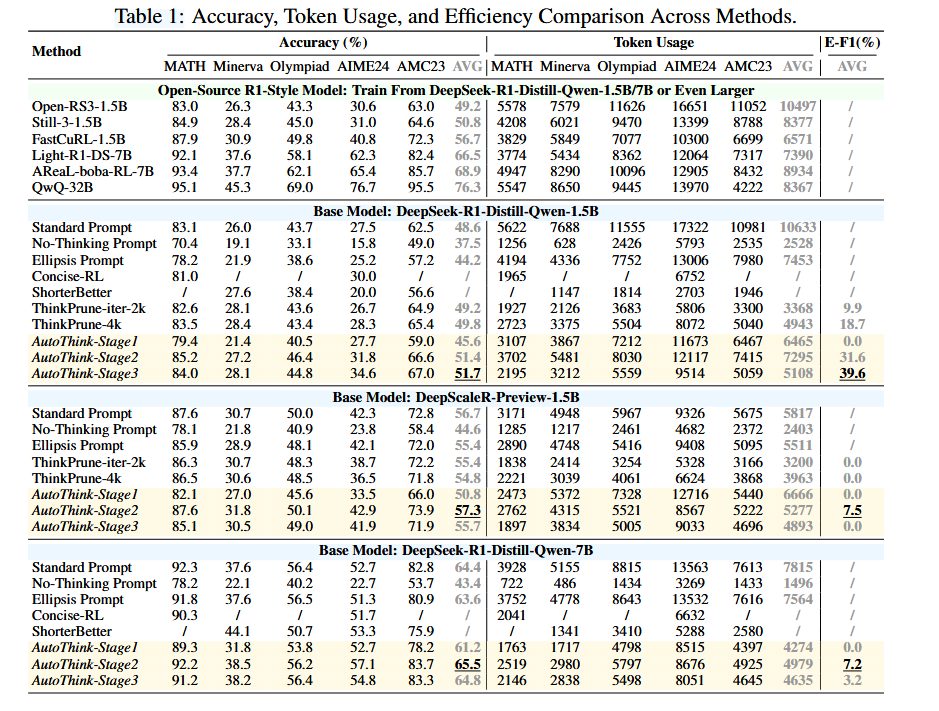 Table 1: Accuracy, Token Usage, and Efficiency Comparison Across Methods.
Method Accuracy (%) Token Usage E-F1(%)
MATH Minerva Olympiad AIME24 AMC23 AVG MATH Minerva Olympiad AIME24 AMC23 AVG AVG
Open-Source R1-Style Model: Train From DeepSeek-R1-Distill-Qwen-1.5B/7B or Even Larger
Open-RS3-1.5B 83.0 26.3 43.3 30.6 63.0 49.2 5578 7579 11626 16651 11052 10497 /
Still-3-1.5B 84.9 28.4 45.0 31.0 64.6 50.8 4208 6021 9470 13399 8788 8377 /
FastCuRL-1.5B 87.9 30.9 49.8 40.8 72.3 56.7 3829 5849 7077 10300 6699 6571 /
Light-R1-DS-7B 92.1 37.6 58.1 62.3 82.4 66.5 3774 5434 8362 12064 7317 7390 /
AReaL-boba-RL-7B 93.4 37.7 62.1 65.4 85.7 68.9 4947 8290 10096 12905 8432 8934 /
QwQ-32B 95.1 45.3 69.0 76.7 95.5 76.3 5547 8650 9445 13970 4222 8367 /
Base Model: DeepSeek-R1-Distill-Qwen-1.5B
Standard Prompt 83.1 26.0 43.7 27.5 62.5 48.6 5622 7688 11555 17322 10981 10633 /
No-Thinking Prompt 70.4 19.1 33.1 15.8 49.0 37.5 1256 628 2426 5793 2535 2528 /
Ellipsis Prompt 78.2 21.9 38.6 25.2 57.2 44.2 4194 4336 7752 13006 7980 7453 /
Concise-RL 81.0 / / 30.0 / / 1965 / / 6752 / / /
ShorterBetter / 27.6 38.4 20.0 56.6 / / 1147 1814 2703 1946 / /
ThinkPrune-iter-2k 82.6 28.1 43.6 26.7 64.9 49.2 1927 2126 3683 5806 3300 3368 9.9
ThinkPrune-4k 83.5 28.4 43.4 28.3 65.4 49.8 2723 3375 5504 8072 5040 4943 18.7
AutoThink-Stage1 79.4 21.4 40.5 27.7 59.0 45.6 3107 3867 7212 11673 6467 6465 0.0
AutoThink-Stage2 85.2 27.2 46.4 31.8 66.6 51.4 3702 5481 8030 12117 7415 7295 31.6
AutoThink-Stage3 84.0 28.1 44.8 34.6 67.0 51.7 2195 3212 5559 9514 5059 5108 39.6
Base Model: DeepScaleR-Preview-1.5B
Standard Prompt 87.6 30.7 50.0 42.3 72.8 56.7 3171 4948 5967 9326 5675 5817 /
No-Thinking Prompt 78.1 21.8 40.9 23.8 58.4 44.6 1285 1217 2461 4682 2372 2403 /
Ellipsis Prompt 85.9 28.9 48.1 42.1 72.0 55.4 2890 4748 5416 9408 5095 5511 /
ThinkPrune-iter-2k 86.3 30.7 48.3 38.7 72.2 55.4 1838 2414 3254 5328 3166 3200 0.0
ThinkPrune-4k 86.5 30.6 48.5 36.5 71.8 54.8 2221 3039 4061 6624 3868 3963 0.0
AutoThink-Stage1 82.1 27.0 45.6 33.5 66.0 50.8 2473 5372 7328 12716 5440 6666 0.0
AutoThink-Stage2 87.6 31.8 50.1 42.9 73.9 57.3 2762 4315 5521 8567 5222 5277 7.5
AutoThink-Stage3 85.1 30.5 49.0 41.9 71.9 55.7 1897 3834 5005 9033 4696 4893 0.0
Base Model: DeepSeek-R1-Distill-Qwen-7B
Standard Prompt 92.3 37.6 56.4 52.7 82.8 64.4 3928 5155 8815 13563 7613 7815 /
No-Thinking Prompt 78.2 22.1 40.2 22.7 53.7 43.4 722 486 1434 3269 1433 1496 /
Ellipsis Prompt 91.8 37.6 56.5 51.3 80.9 63.6 3752 4778 8643 13532 7616 7564 /
Concise-RL 90.3 / / 51.7 / / 2041 / / 6632 / / /
ShorterBetter / 44.1 50.7 53.3 75.9 / / 1341 3410 5288 2580 / /
AutoThink-Stage1 89.3 31.8 53.8 52.7 78.2 61.2 1763 1717 4798 8515 4397 4274 0.0
AutoThink-Stage2 92.2 38.5 56.2 57.1 83.7 65.5 2519 2980 5797 8676 4925 4979 7.2
AutoThink-Stage3 91.2 38.2 56.4 54.8 83.3 64.8 2146 2838 5498 8051 4645 4635 3.2